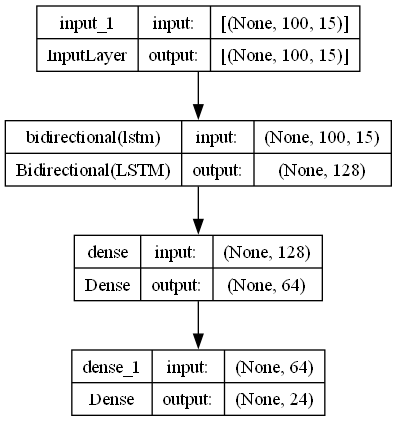 input_1 input: [(None, 100, 15)]
InputLayer output: [(None, 100, 15)]
bidirectional(lstm) input: (None, 100, 15)
Bidirectional(LSTM) output: (None, 128)
dense input: (None, 128)
Dense output: (None, 64)
dense_1 input: (None, 64)
Dense output: (None, 24)